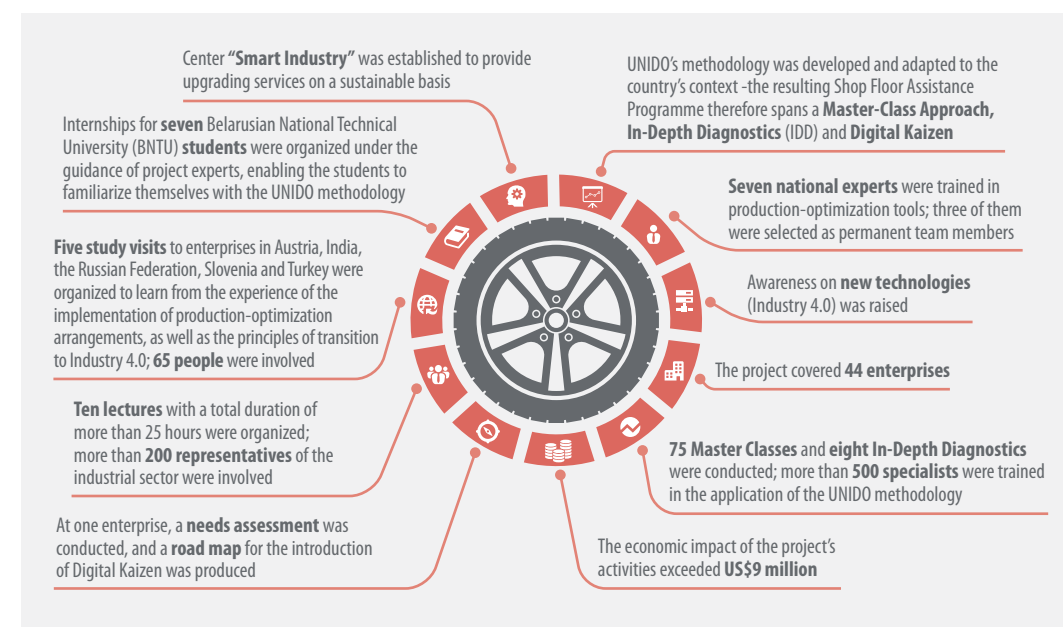 Center “Smart Industry” was established to provide
upgrading services on a sustainable basis
Internships for seven Belarusian National Technical
University (BNTU) students were organized under the
guidance of project experts, enabling the students to
familiarize themselves with the UNIDO methodology
Five study visits to enterprises in Austria, India,
the Russian Federation, Slovenia and Turkey were
organized to learn from the experience of the
implementation of production-optimization
arrangements, as well as the principles of transition
to Industry 4.0; 65 people were involved
Ten lectures with a total duration of
more than 25 hours were organized;
more than 200 representatives of the
industrial sector were involved
At one enterprise, a needs assessment was
conducted, and a road map for the introduction
of Digital Kaizen was produced
UNIDO’s methodology was developed and adapted to the
country’s context -the resulting Shop Floor Assistance
Programme therefore spans a Master-Class Approach,
In-Depth Diagnostics (IDD) and Digital Kaizen
Seven national experts were trained in
production-optimization tools; three of them
were selected as permanent team members
Awareness on new technologies
(Industry 4.0) was raised
The project covered 44 enterprises
75 Master Classes and eight In-Depth Diagnostics
were conducted; more than 500 specialists were trained
in the application of the UNIDO methodology
The economic impact of the project’s
activities exceeded US$9 million